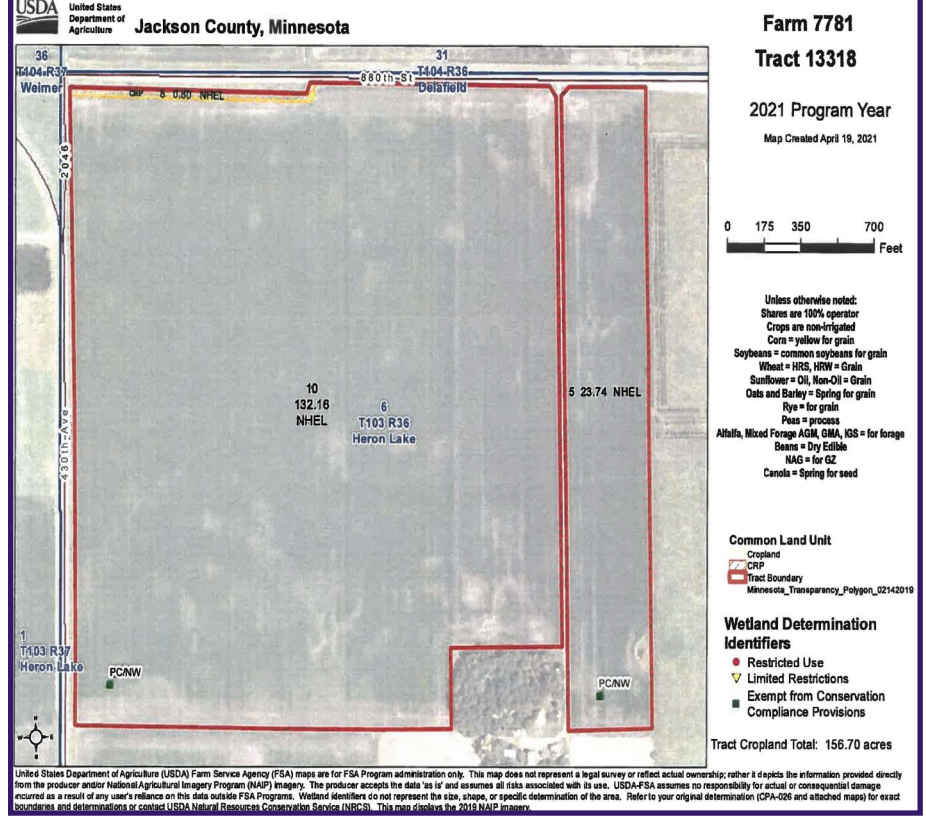 USDA
United States
Department of
Agriculture
Jackson County, Minnesota
Farm 7781
Tract 13318
2021 Program Year
Map Created April 19, 2021
36
T104-R37
Weimer
31
T104-R36
Delafield
880th-St
CRP 8 0.80 NHEL
2046
0 175 350 700
Feet
Unless otherwise noted:
Shares are 100% operator
Crops are non-irrigated
Corn = yellow for grain
Soybeans = common soybeans for grain
Wheat = HRS, HRW = Grain
Sunflower = Oil, Non-Oil = Grain
Oats and Barley = Spring for grain
Rye = for grain
Peas = process
Alfalfa, Mixed Forage AGM, GMA, IGS = for forage
Beans = Dry Edible
NAG = for GZ
Canola = Spring for seed
10
132.16
NHEL
6
T103 R36
Heron Lake
5 23.74 NHEL
430th-Ave
Common Land Unit
Cropland
CRP
Tract Boundary
Minnesota_Transparency_Polygon_02142019
Wetland Determination
Identifiers
Restricted Use
Limited Restrictions
Exempt from Conservation
Compliance Provisions
1
T103 R37
Heron Lake
PC/NW
PC/NW
N
W E
S
Tract Cropland Total: 156.70 acres
United States Department of Agriculture (USDA) Farm Service Agency (FSA) maps are for FSA Program administration only. This map does not represent a legal survey or reflect actual ownership; rather it depicts the information provided directly
from the producer and/or National Agricultural Imagery Program (NAIP) imagery. The producer accepts the data 'as is' and assumes all risks associated with its use. USDA-FSA assumes no responsibility for actual or consequential damage
incurred as a result of any user's reliance on this data outside FSA Programs. Wetland identifiers do not represent the size, shape, or specific determination of the area. Refer to your original determination (CPA-026 and attached maps) for exact
boundaries and determinations or contact USDA Natural Resources Conservation Service (NRCS). This map displays the 2019 NAIP imagery.